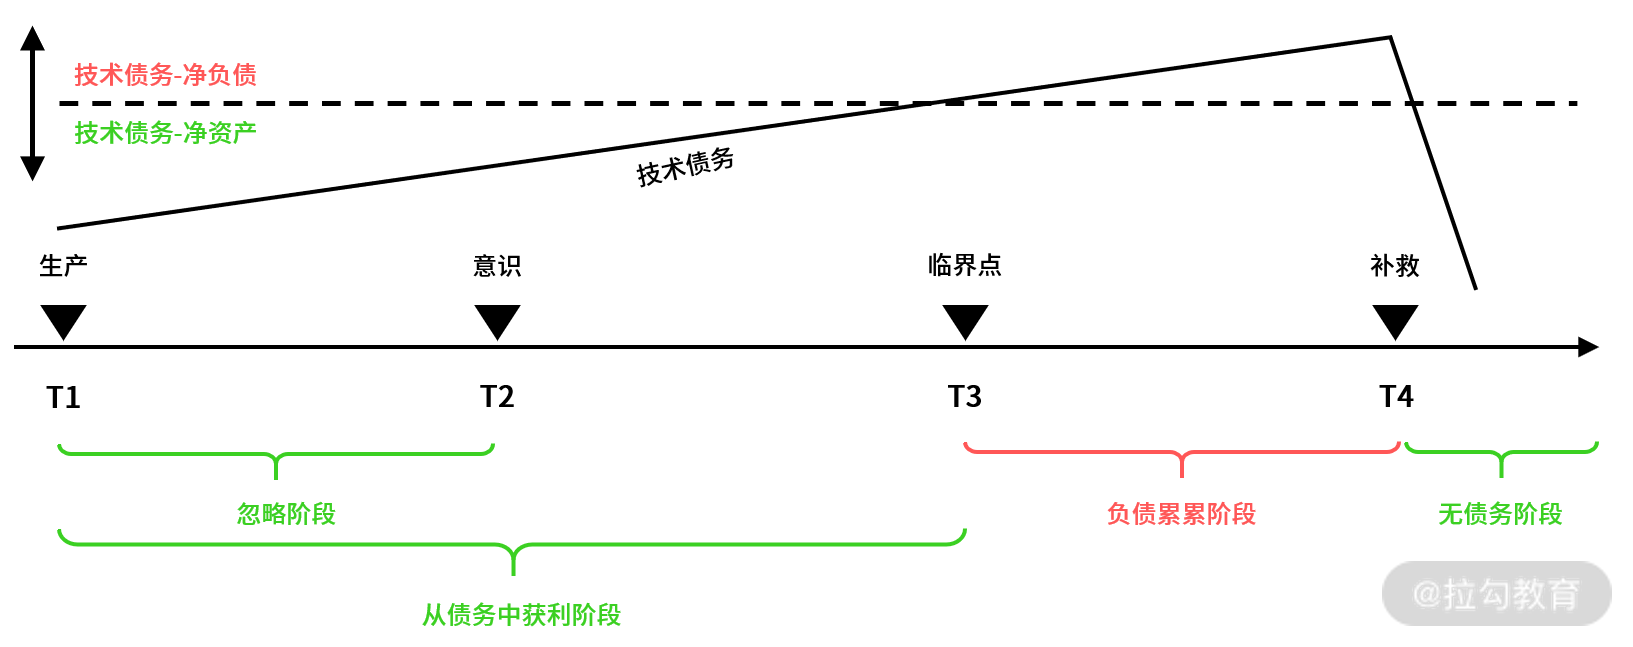 技术债务-净负债
技术债务-净资产
技术债务
生产
意识
临界点
补救
T1
T2
T3
T4
忽略阶段
负债累累阶段
无债务阶段
从债务中获利阶段
@拉勾教育